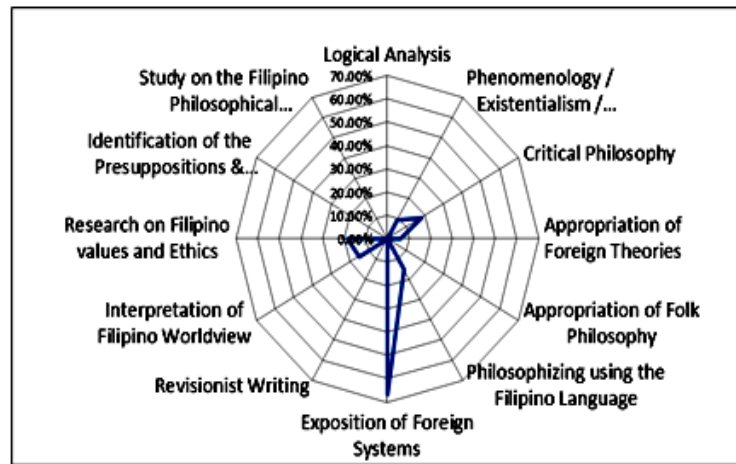 Logical Analysis
Phenomenology /
Existentialism /...
Critical Philosophy
Appropriation of
Foreign Theories
Appropriation of Folk
Philosophy
Philosophizing using the
Filipino Language
Exposition of Foreign
Systems
Revisionist Writing
Interpretation of
Filipino Worldview
Research on Filipino
values and Ethics
Identification of the
Presuppositions &...
Study on the Filipino
Philosophical...
70.00%
60.00%
50.00%
40.00%
30.00%
20.00%
10.00%
0.00%